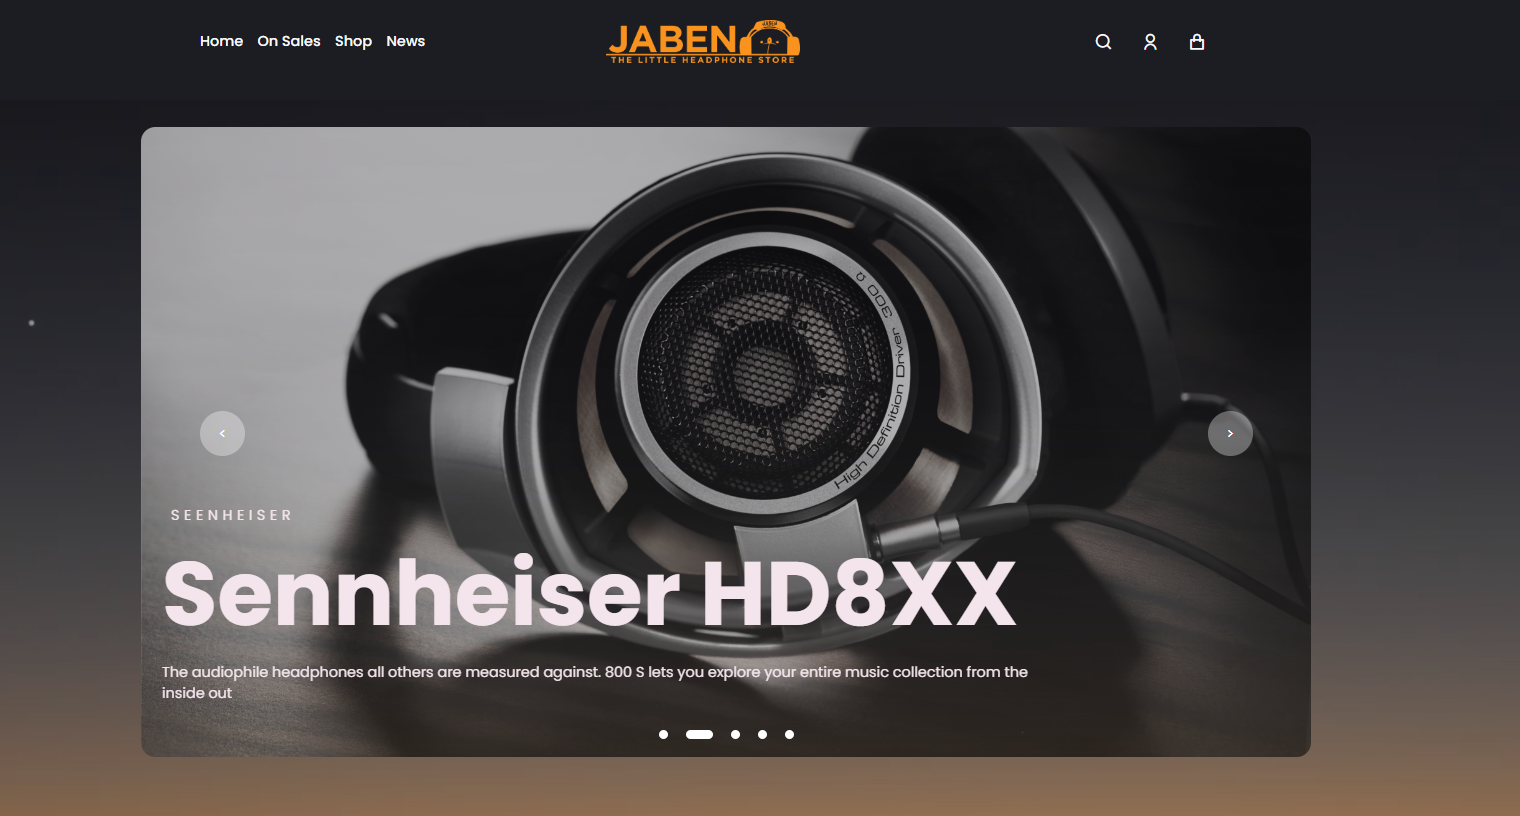 Home On Sales Shop News
JABEN
JABEN
THE LITTLE HEADPHONE STORE
300 Ω
High Definition Driver
SEENHEISER
Sennheiser HD8XX
The audiophile headphones all others are measured against. 800 S lets you explore your entire music collection from the
inside out